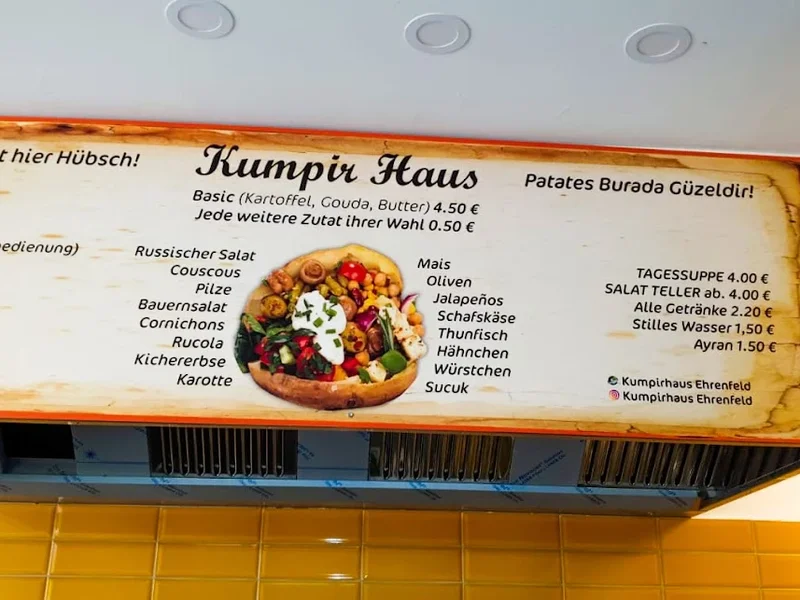 t hier Hübsch!
Kumpir Haus
Patates Burada Güzeldir!
Basic (Kartoffel, Gouda, Butter) 4.50 €
Jede weitere Zutat ihrer Wahl 0.50 €
bedienung)
Russischer Salat
Couscous
Pilze
Bauernsalat
Cornichons
Rucola
Kichererbse
Karotte
Mais
Oliven
Jalapeños
Schafskäse
Thunfisch
Hähnchen
Würstchen
Sucuk
TAGESSUPPE 4.00 €
SALAT TELLER ab. 4.00 €
Alle Getränke 2.20 €
Stilles Wasser 1,50 €
Ayran 1.50 €
Kumpirhaus Ehrenfeld
Kumpirhaus Ehrenfeld